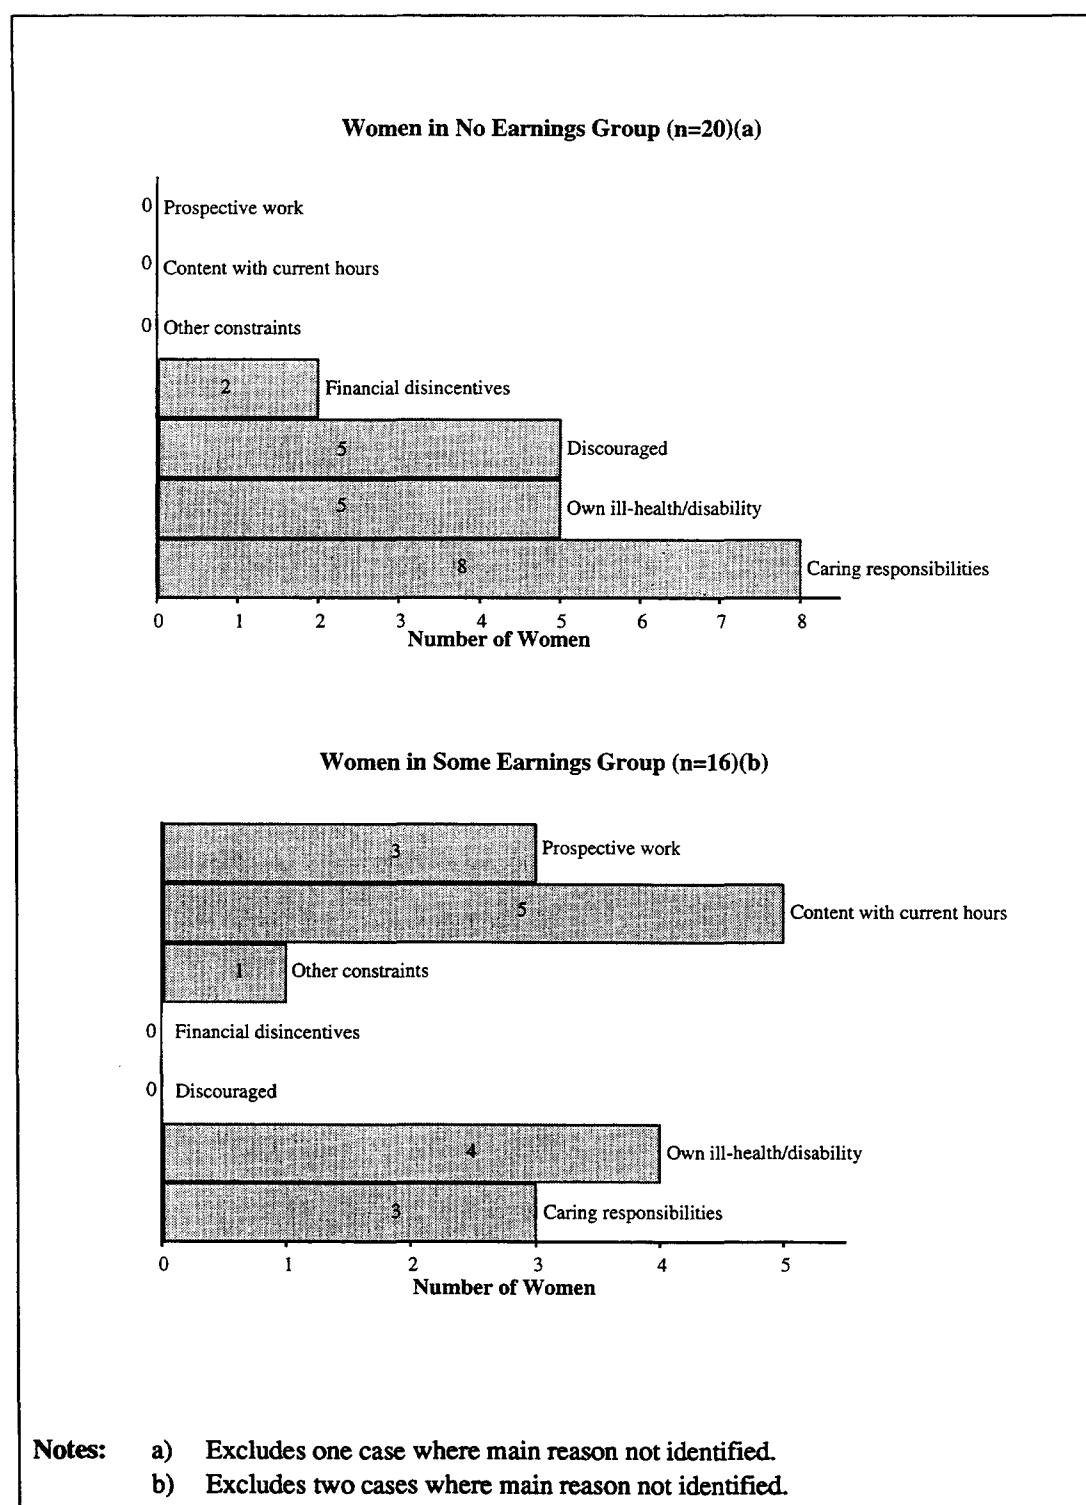 Women in No Earnings Group (n=20)(a)
0 Prospective work
0 Content with current hours
0 Other constraints
2 Financial disincentives
5 Discouraged
5 Own ill-health/disability
8 Caring responsibilities
0 1 2 3 4 5 6 7 8
Number of Women
Women in Some Earnings Group (n=16)(b)
3 Prospective work
5 Content with current hours
1 Other constraints
0 Financial disincentives
0 Discouraged
4 Own ill-health/disability
3 Caring responsibilities
0 1 2 3 4 5
Number of Women
Notes: a) Excludes one case where main reason not identified.
b) Excludes two cases where main reason not identified.